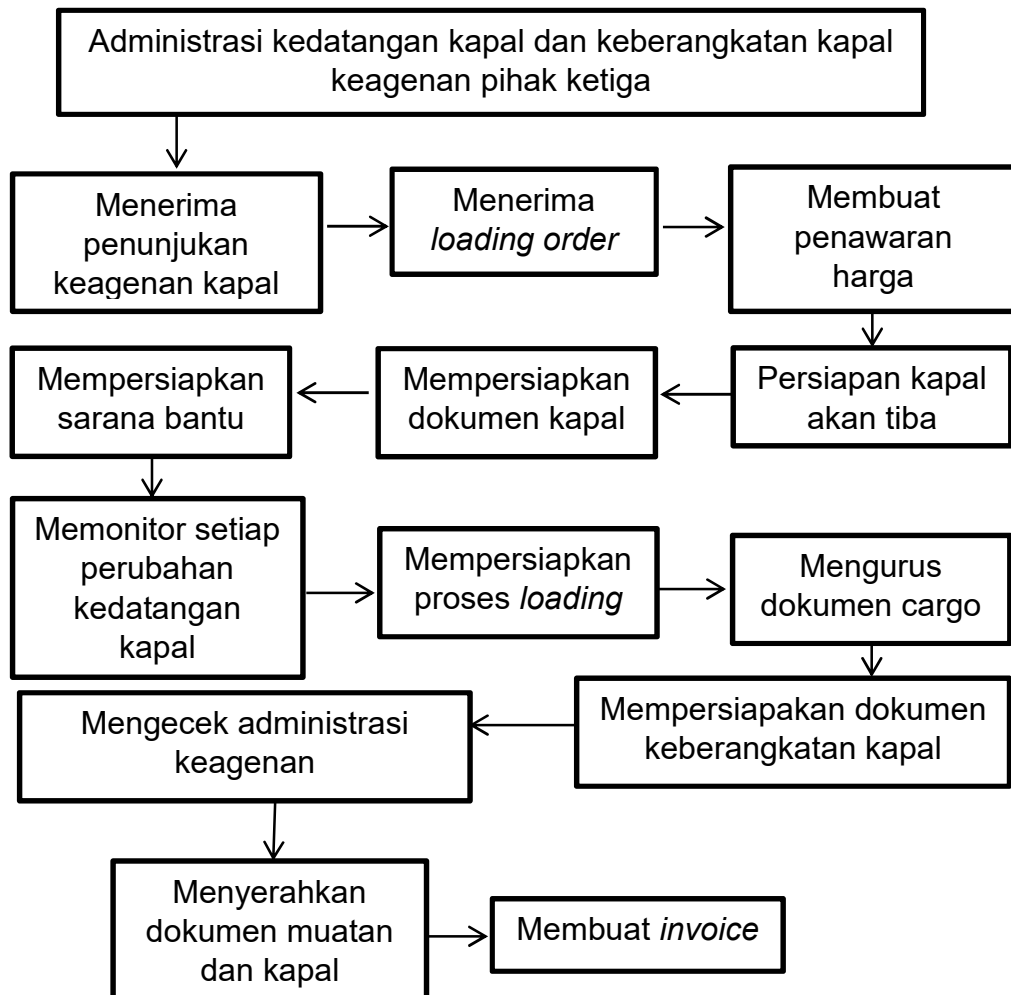 Administrasi kedatangan kapal dan keberangkatan kapal
keagenan pihak ketiga
Menerima
penunjukan
keagenan kapal
Menerima
loading order
Membuat
penawaran
harga
Persiapan kapal
akan tiba
Mempersiapkan
dokumen kapal
Mempersiapkan
sarana bantu
Memonitor setiap
perubahan
kedatangan
kapal
Mempersiapkan
proses loading
Mengurus
dokumen cargo
Mempersiapakan dokumen
keberangkatan kapal
Mengecek administrasi
keagenan
Menyerahkan
dokumen muatan
dan kapal
Membuat invoice